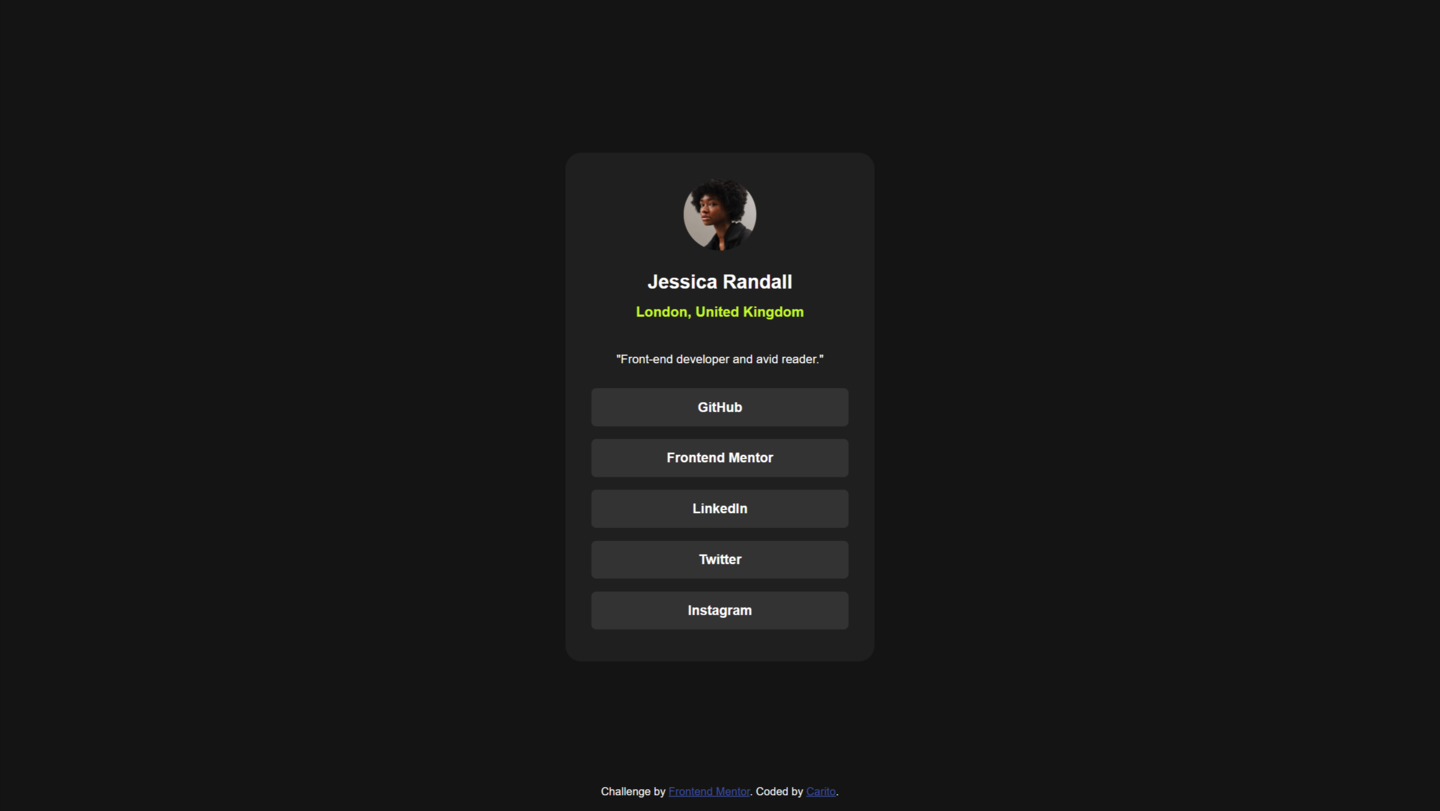 Jessica Randall
London, United Kingdom
"Front-end developer and avid reader."
GitHub
Frontend Mentor
LinkedIn
Twitter
Instagram
Challenge by Frontend Mentor. Coded by Carito.